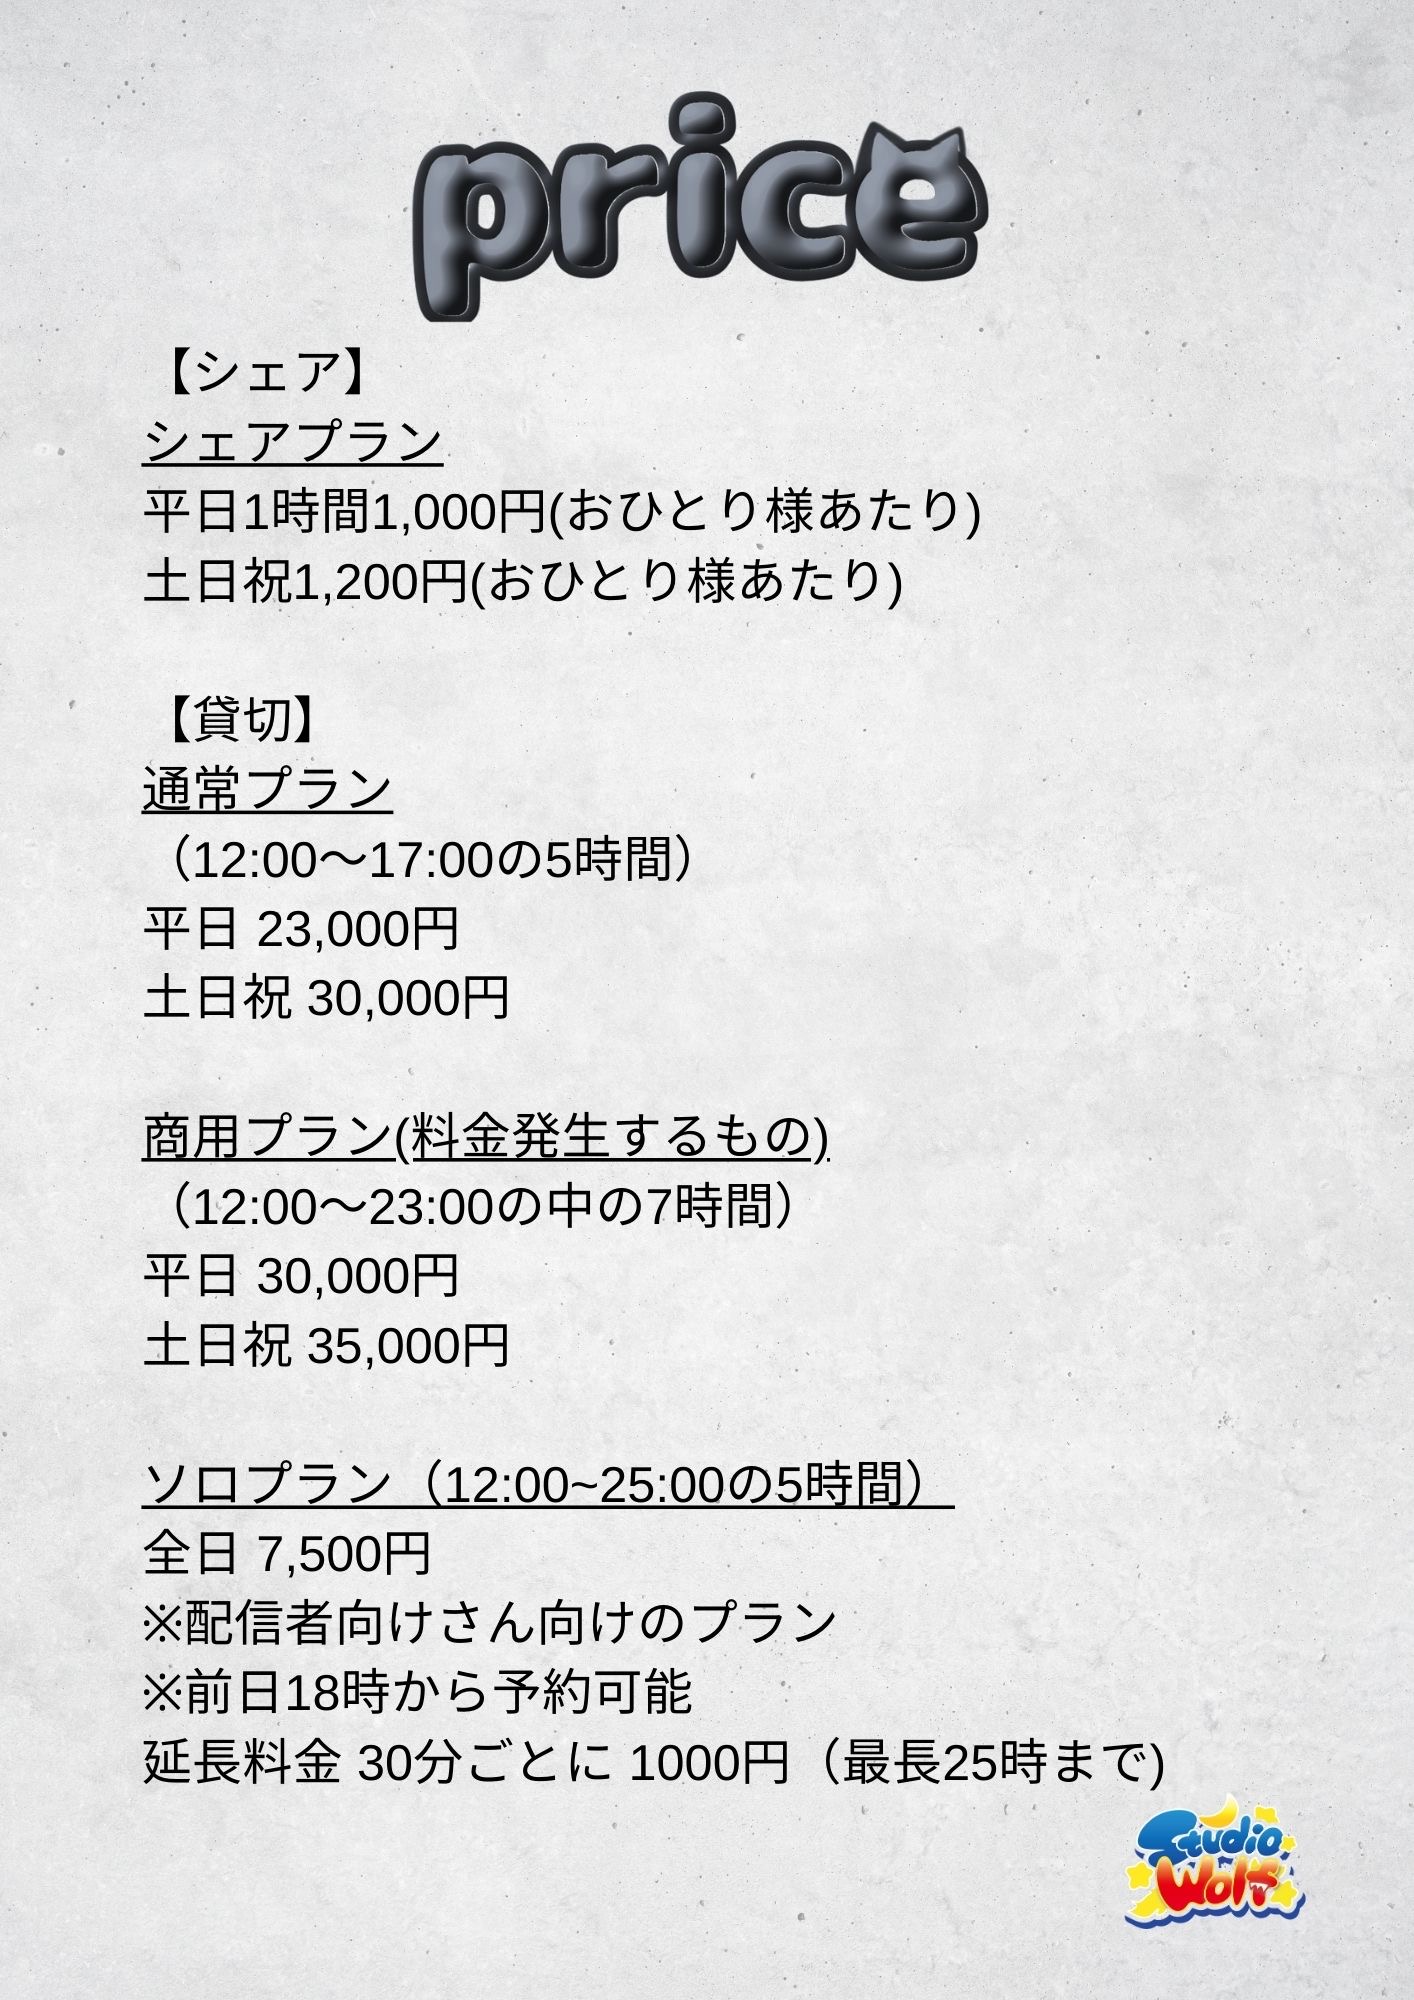 price
【シェア】
シェアプラン
平日1時間1,000円(おひとり様あたり)
土日祝1,200円(おひとり様あたり)
【貸切】
通常プラン
（12:00～17:00の5時間）
平日 23,000円
土日祝 30,000円
商用プラン(料金発生するもの)
（12:00～23:00の中の7時間）
平日 30,000円
土日祝 35,000円
ソロプラン（12:00~25:00の5時間）
全日 7,500円
※配信者向けさん向けのプラン
※前日18時から予約可能
延長料金 30分ごとに 1000円（最長25時まで)
Studio
Wolf